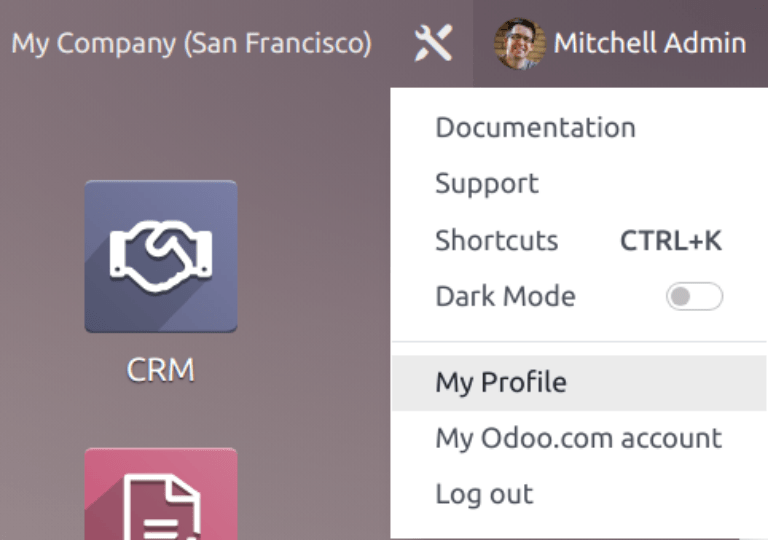 My Company (San Francisco)
Mitchell Admin
Documentation
Support
Shortcuts CTRL+K
Dark Mode
CRM
My Profile
My Odoo.com account
Log out